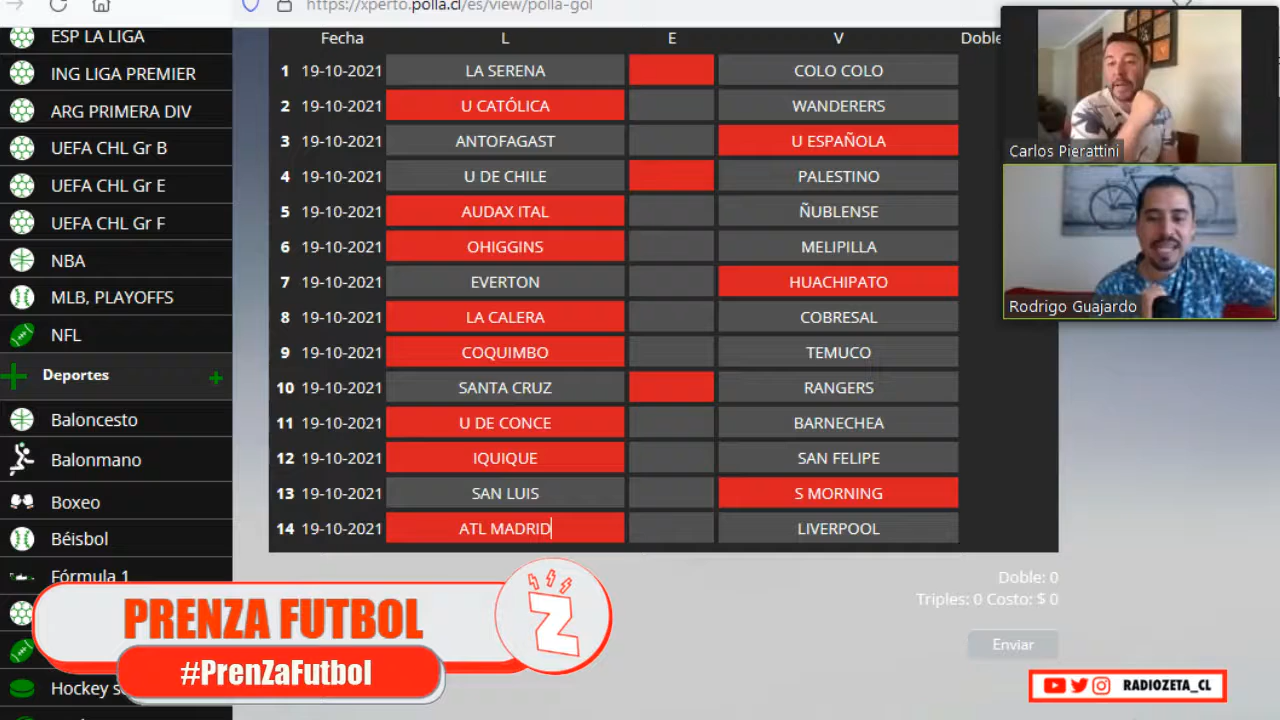 https://xperto.polla.cl/es/view/polla-gol
ESP LA LIGA
ING LIGA PREMIER
ARG PRIMERA DIV
UEFA CHL Gr B
UEFA CHL Gr E
UEFA CHL Gr F
NBA
MLB, PLAYOFFS
NFL
Deportes
Baloncesto
Balonmano
Boxeo
Béisbol
Fórmula 1
Hockey s
Fecha L E V Doble
1 19-10-2021 LA SERENA COLO COLO
2 19-10-2021 U CATÓLICA WANDERERS
3 19-10-2021 ANTOFAGAST U ESPAÑOLA
4 19-10-2021 U DE CHILE PALESTINO
5 19-10-2021 AUDAX ITAL ÑUBLENSE
6 19-10-2021 OHIGGINS MELIPILLA
7 19-10-2021 EVERTON HUACHIPATO
8 19-10-2021 LA CALERA COBRESAL
9 19-10-2021 COQUIMBO TEMUCO
10 19-10-2021 SANTA CRUZ RANGERS
11 19-10-2021 U DE CONCE BARNECHEA
12 19-10-2021 IQUIQUE SAN FELIPE
13 19-10-2021 SAN LUIS S MORNING
14 19-10-2021 ATL MADRID LIVERPOOL
Doble: 0
Triples: 0 Costo: $ 0
Enviar
Carlos Pierattini
Rodrigo Guajardo
PRENZA FUTBOL
#PrenZaFutbol
Z
RADIOZETA_CL